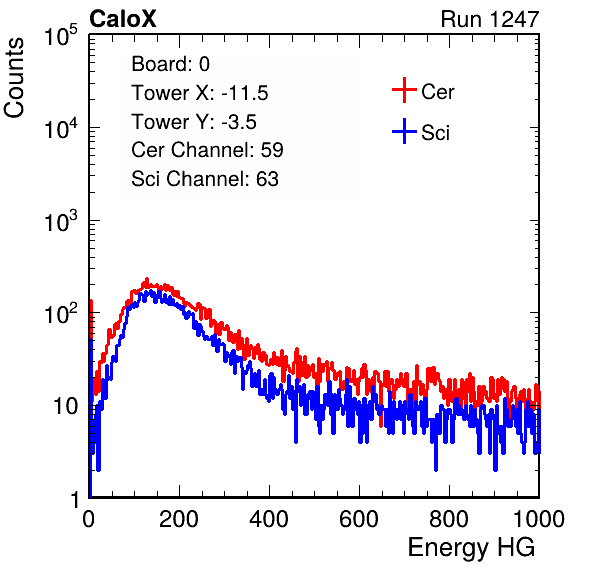 CaloX Run 1247
Counts
10^5
10^4
10^3
10^2
10
1
Board: 0
Tower X: -11.5
Tower Y: -3.5
Cer Channel: 59
Sci Channel: 63
Cer
Sci
0 200 400 600 800 1000
Energy HG